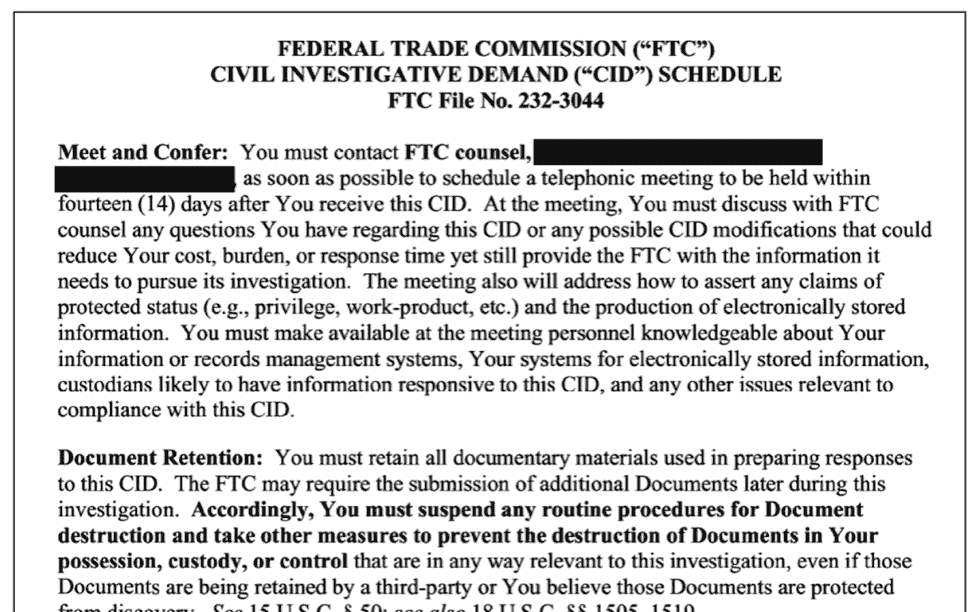 FEDERAL TRADE COMMISSION (“FTC”)
CIVIL INVESTIGATIVE DEMAND (“CID”) SCHEDULE
FTC File No. 232-3044
Meet and Confer: You must contact FTC counsel,
, as soon as possible to schedule a telephonic meeting to be held within
fourteen (14) days after You receive this CID. At the meeting, You must discuss with FTC
counsel any questions You have regarding this CID or any possible CID modifications that could
reduce Your cost, burden, or response time yet still provide the FTC with the information it
needs to pursue its investigation. The meeting also will address how to assert any claims of
protected status (e.g., privilege, work-product, etc.) and the production of electronically stored
information. You must make available at the meeting personnel knowledgeable about Your
information or records management systems, Your systems for electronically stored information,
custodians likely to have information responsive to this CID, and any other issues relevant to
compliance with this CID.
Document Retention: You must retain all documentary materials used in preparing responses
to this CID. The FTC may require the submission of additional Documents later during this
investigation. Accordingly, You must suspend any routine procedures for Document
destruction and take other measures to prevent the destruction of Documents in Your
possession, custody, or control that are in any way relevant to this investigation, even if those
Documents are being retained by a third-party or You believe those Documents are protected
from discovery. See 15 U.S.C. § 50; see also 18 U.S.C. §§ 1505, 1519.